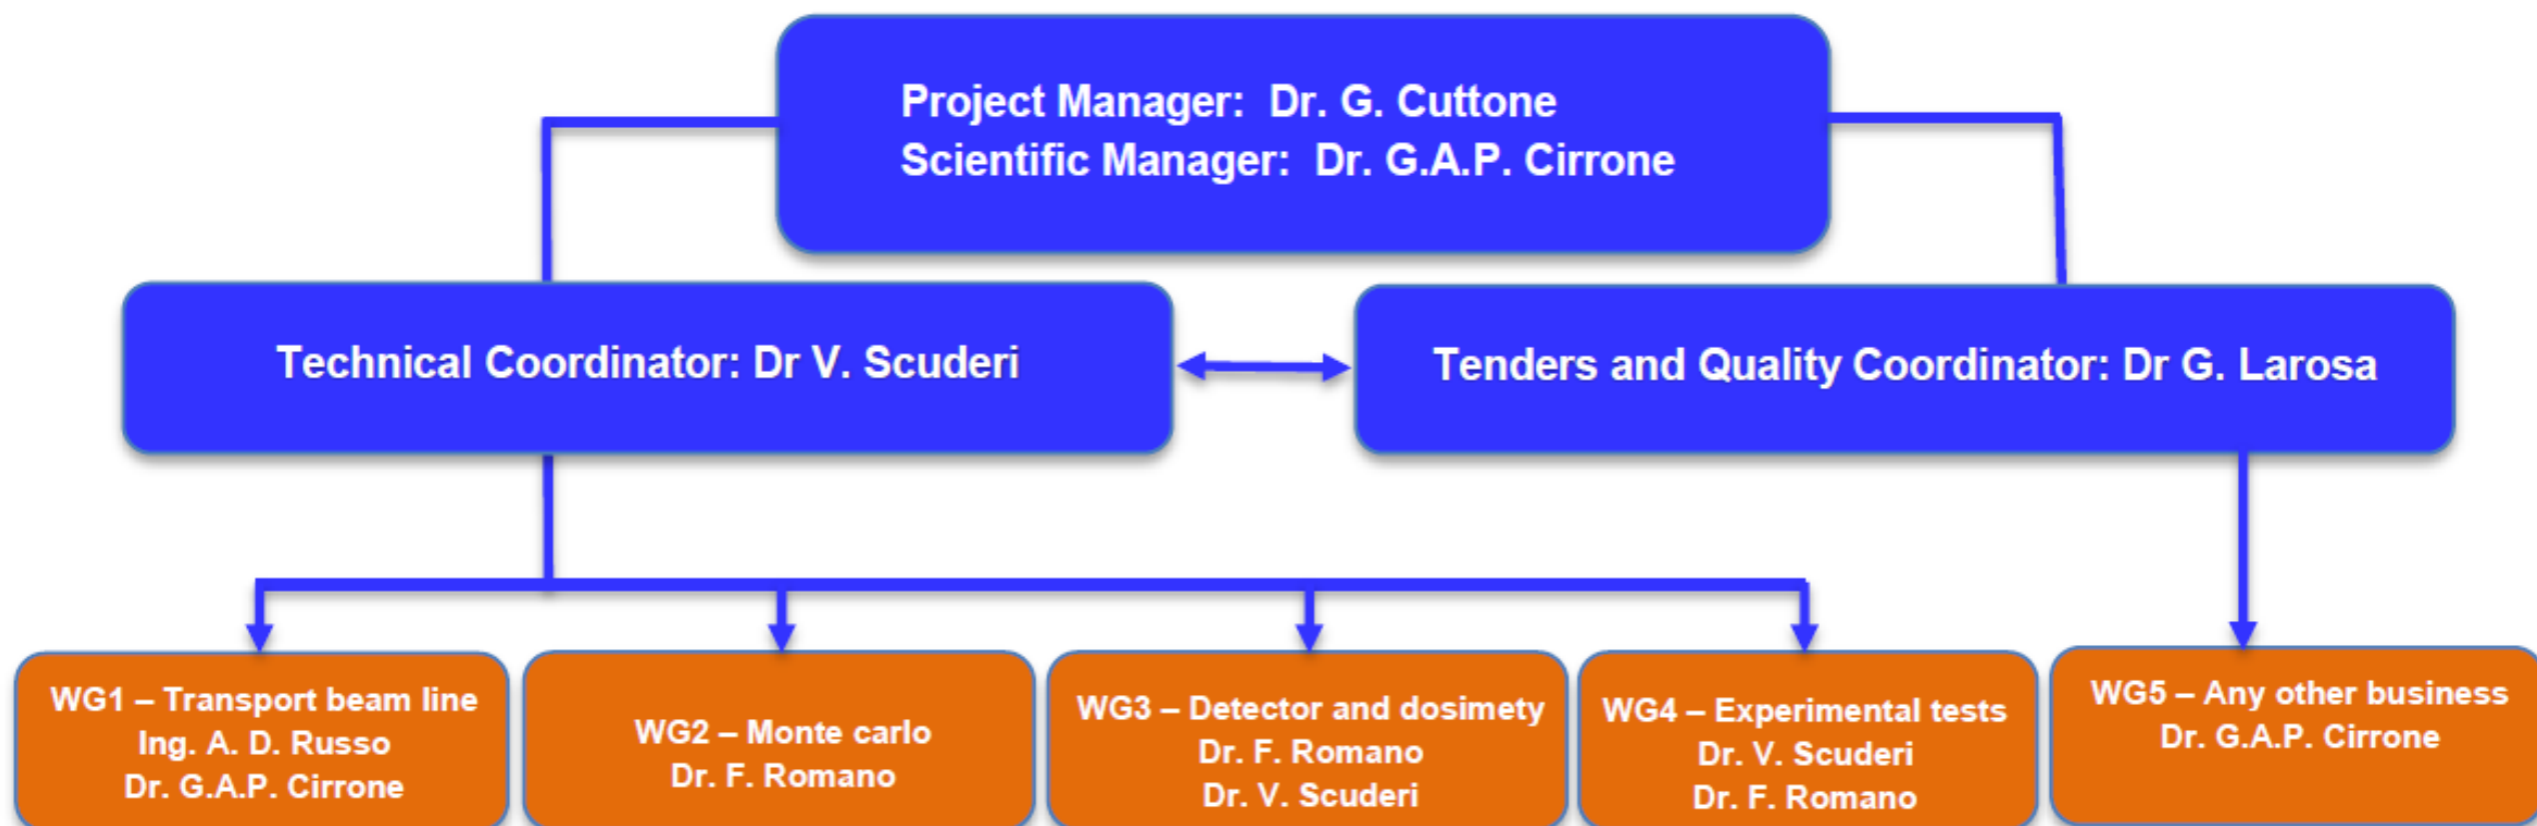 Project Manager:  Dr. G. Cuttone
Scientific Manager:  Dr. G.A.P. Cirrone
Technical Coordinator: Dr V. Scuderi
Tenders and Quality Coordinator: Dr G. Larosa
WG1 – Transport beam line
Ing. A. D. Russo
Dr. G.A.P. Cirrone
WG2 – Monte carlo
Dr. F. Romano
WG3 – Detector and dosimety
Dr. F. Romano
Dr. V. Scuderi
WG4 – Experimental tests
Dr. V. Scuderi
Dr. F. Romano
WG5 – Any other business
Dr. G.A.P. Cirrone